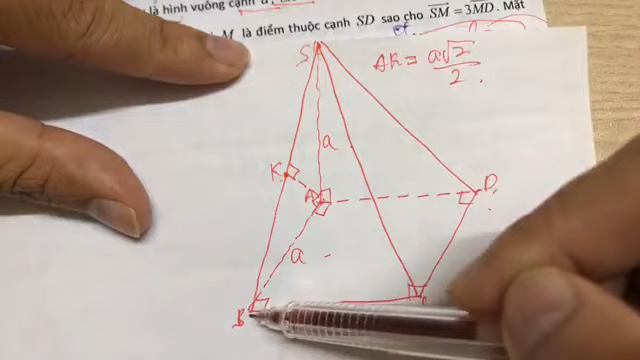 là hình vuông cạnh a,
M là điểm thuộc cạnh SD sao cho SM = 3MD. Mặt
AK = a√2/2.
S
a
K
A
D
a
B